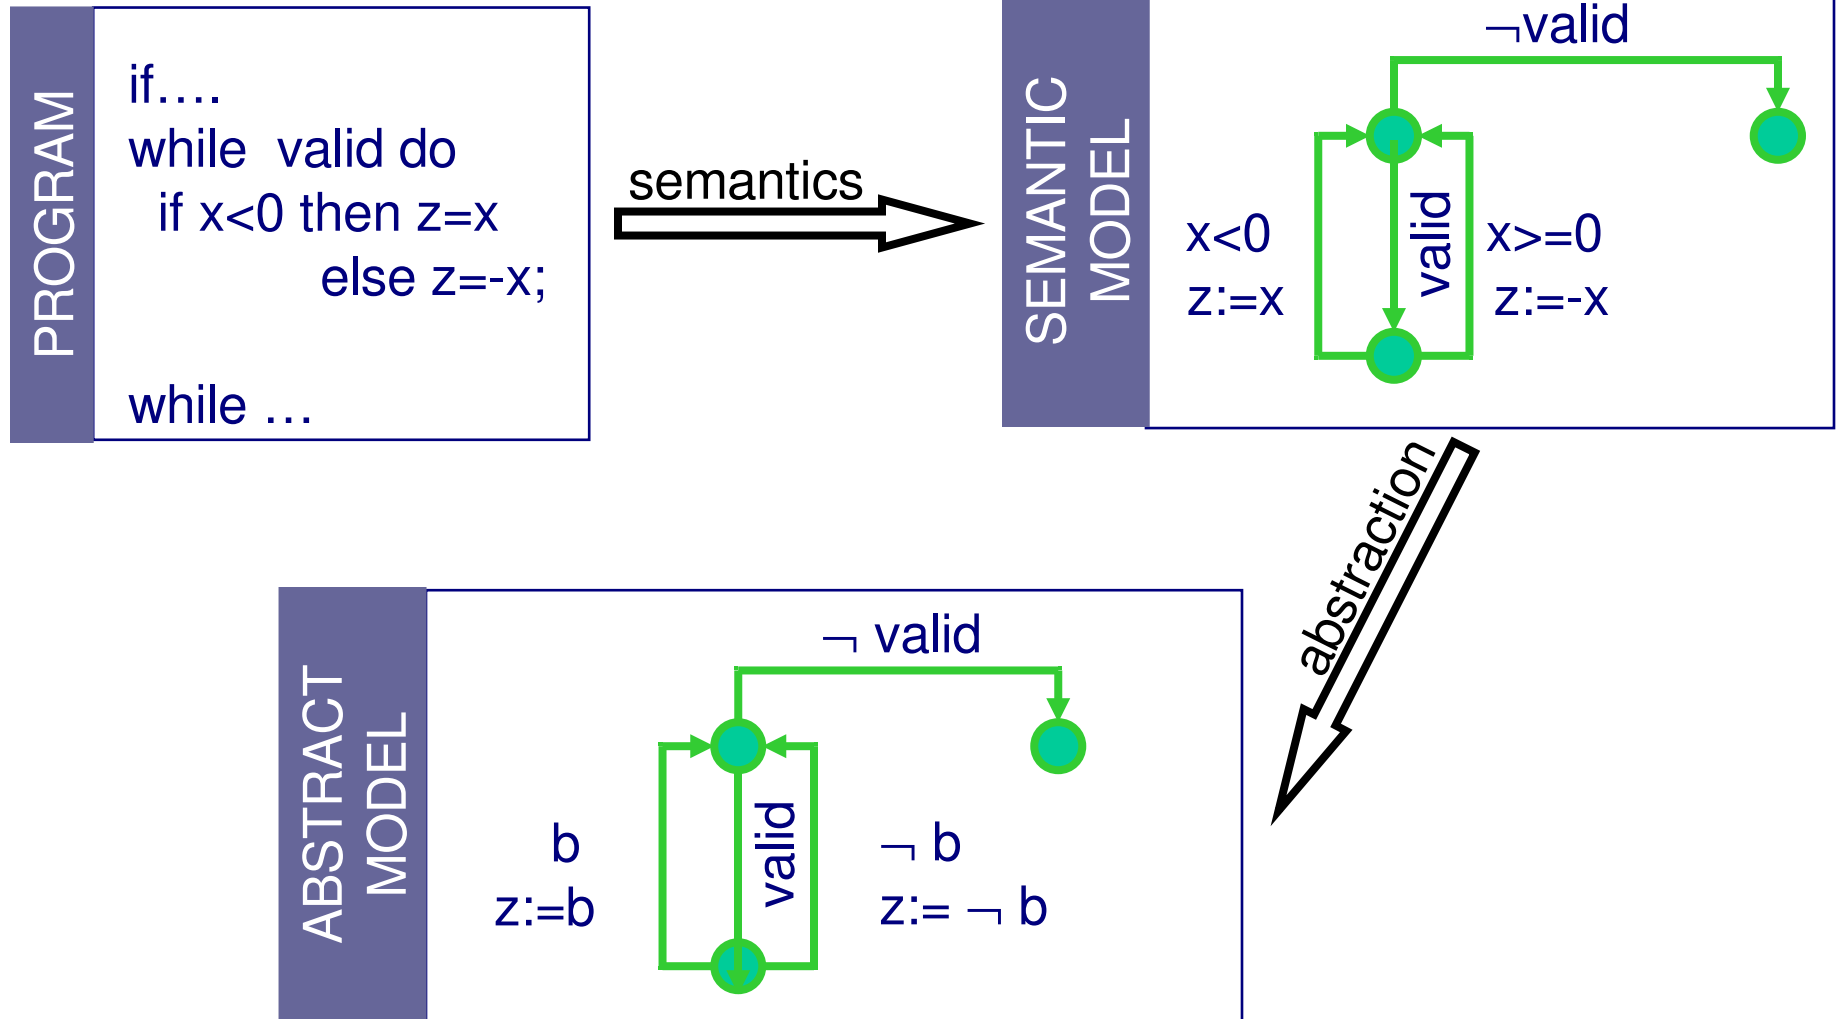 PROGRAM
if….
while valid do
if x<0 then z=x
else z=-x;
while …
semantics
SEMANTIC
MODEL
¬valid
x<0
z:=x
valid
x>=0
z:=-x
abstraction
ABSTRACT
MODEL
¬ valid
b
z:=b
valid
¬ b
z:= ¬ b